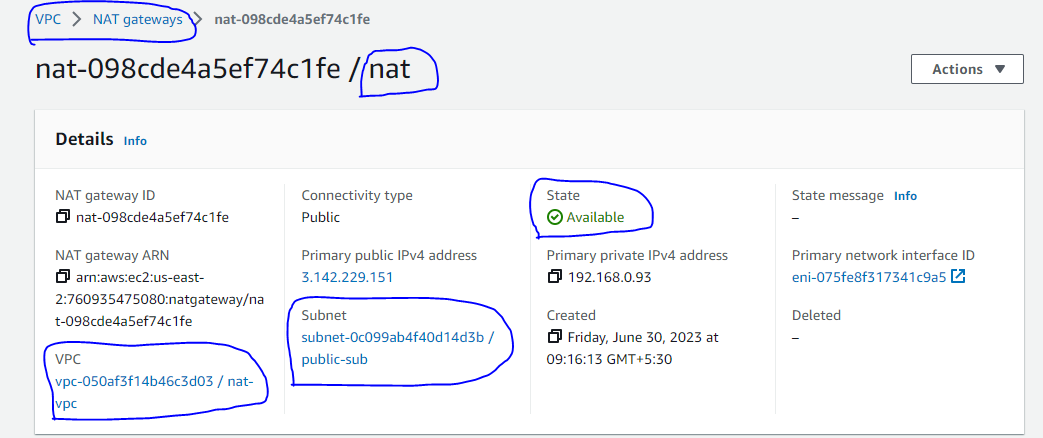 VPC > NAT gateways > nat-098cde4a5ef74c1fe
nat-098cde4a5ef74c1fe / nat
Actions ▼
Details Info
NAT gateway ID
nat-098cde4a5ef74c1fe
NAT gateway ARN
arn:aws:ec2:us-east-
2:760935475080:natgateway/na
t-098cde4a5ef74c1fe
VPC
vpc-050af3f14b46c3d03 / nat-
vpc
Connectivity type
Public
Primary public IPv4 address
3.142.229.151
Subnet
subnet-0c099ab4f40d14d3b /
public-sub
State
Available
Primary private IPv4 address
192.168.0.93
Created
Friday, June 30, 2023 at
09:16:13 GMT+5:30
State message Info
–
Primary network interface ID
eni-075fe8f317341c9a5
Deleted
–